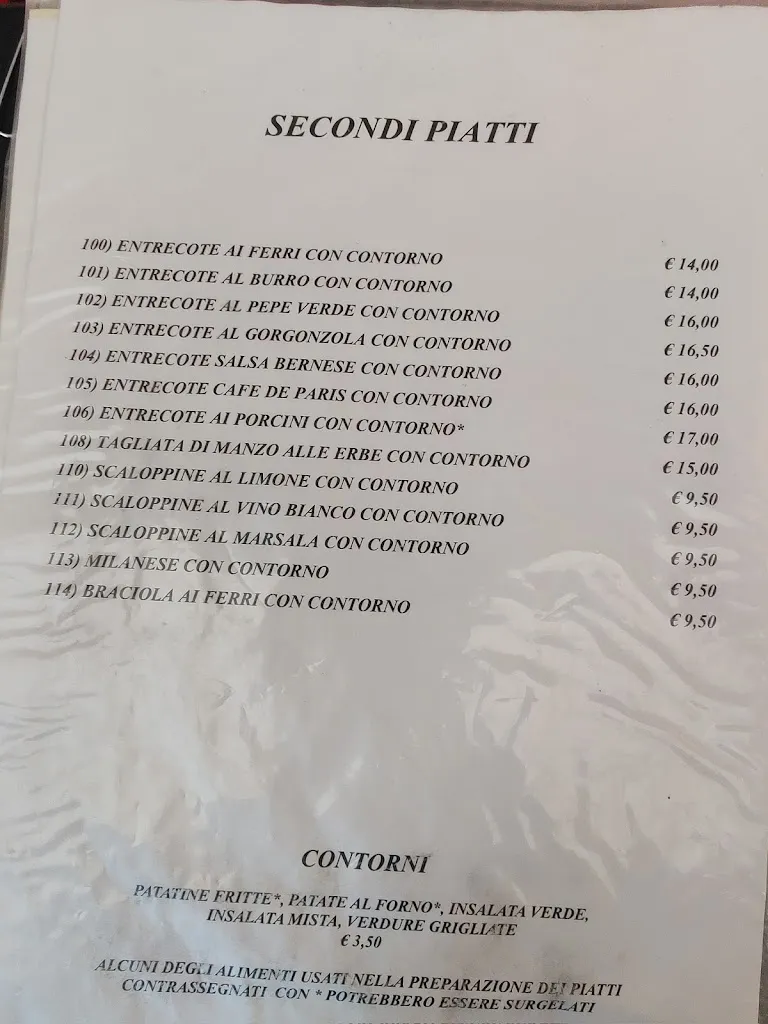 SECONDI PIATTI
100) ENTRECOTE AI FERRI CON CONTORNO € 14,00
101) ENTRECOTE AL BURRO CON CONTORNO € 14,00
102) ENTRECOTE AL PEPE VERDE CON CONTORNO € 16,00
103) ENTRECOTE AL GORGONZOLA CON CONTORNO € 16,50
104) ENTRECOTE SALSA BERNESE CON CONTORNO € 16,00
105) ENTRECOTE CAFE DE PARIS CON CONTORNO € 16,00
106) ENTRECOTE AI PORCINI CON CONTORNO* € 17,00
108) TAGLIATA DI MANZO ALLE ERBE CON CONTORNO € 15,00
110) SCALOPPINE AL LIMONE CON CONTORNO € 9,50
111) SCALOPPINE AL VINO BIANCO CON CONTORNO € 9,50
112) SCALOPPINE AL MARSALA CON CONTORNO € 9,50
113) MILANESE CON CONTORNO € 9,50
114) BRACIOLA AI FERRI CON CONTORNO € 9,50
CONTORNI
PATATINE FRITTE*, PATATE AL FORNO*, INSALATA VERDE,
INSALATA MISTA, VERDURE GRIGLIATE
€ 3,50
ALCUNI DEGLI ALIMENTI USATI NELLA PREPARAZIONE DEI PIATTI
CONTRASSEGNATI CON * POTREBBERO ESSERE SURGELATI